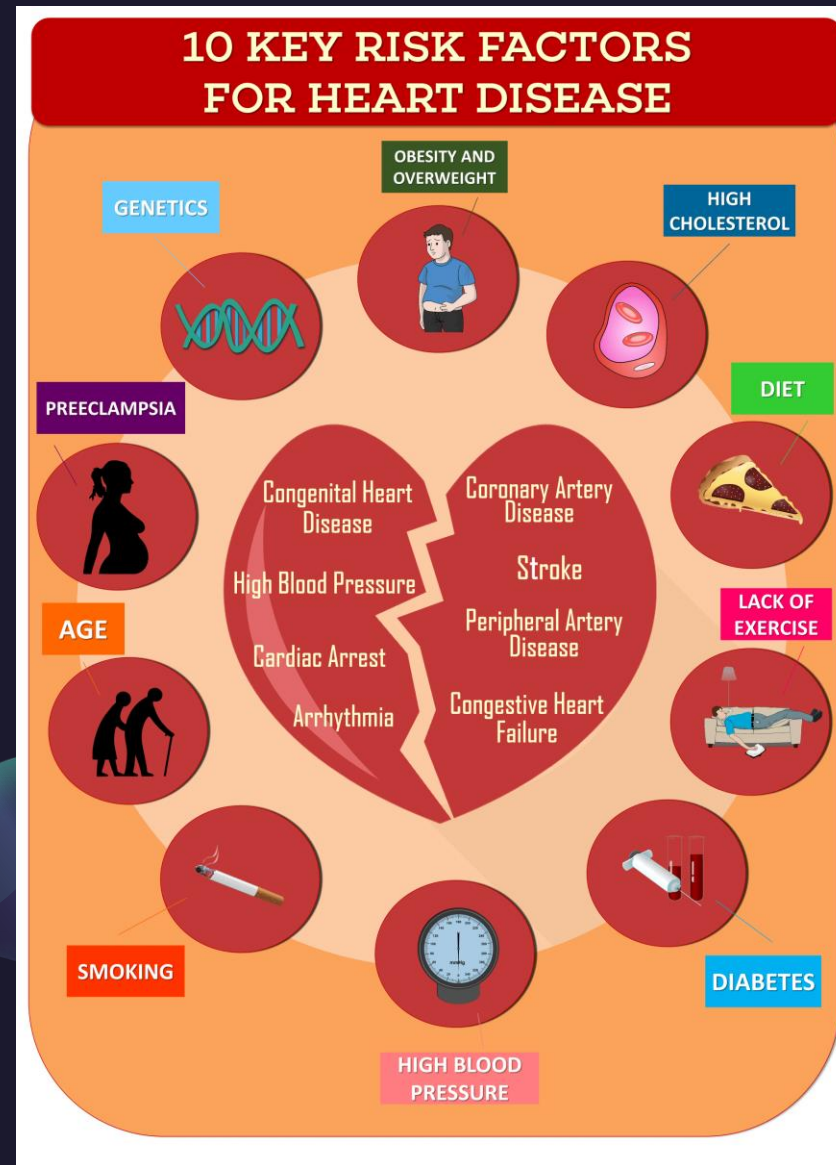 10 KEY RISK FACTORS
FOR HEART DISEASE
OBESITY AND
OVERWEIGHT
HIGH
CHOLESTEROL
GENETICS
DIET
PREECLAMPSIA
LACK OF
EXERCISE
AGE
SMOKING
DIABETES
HIGH BLOOD
PRESSURE
Congenital Heart
Disease
High Blood Pressure
Cardiac Arrest
Arrhythmia
Coronary Artery
Disease
Stroke
Peripheral Artery
Disease
Congestive Heart
Failure
mmHg